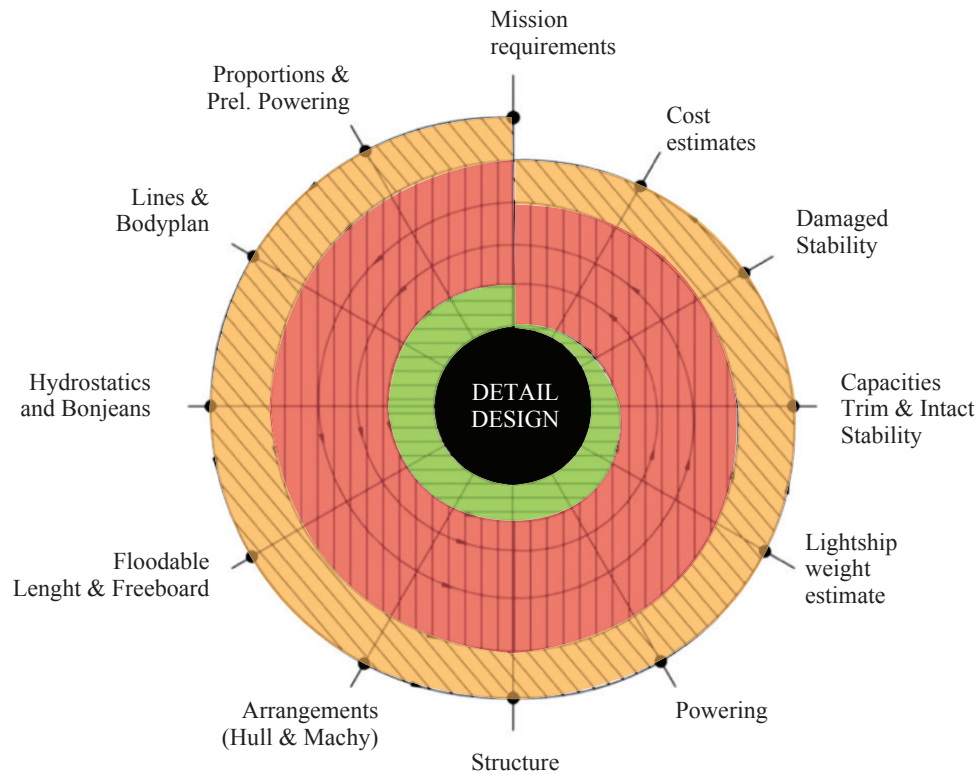 Mission
requirements
Proportions &
Prel. Powering
Cost
estimates
Lines &
Bodyplan
Damaged
Stability
Hydrostatics
and Bonjeans
DETAIL
DESIGN
Capacities
Trim & Intact
Stability
Floodable
Lenght & Freeboard
Lightship
weight
estimate
Arrangements
(Hull & Machy)
Powering
Structure